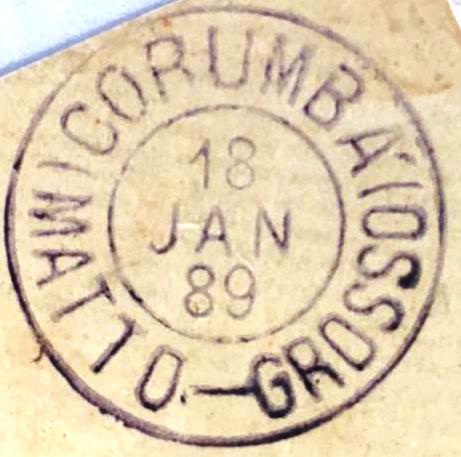 CORUMBÁ
(MATTO-GROSSO)
18
JAN
89